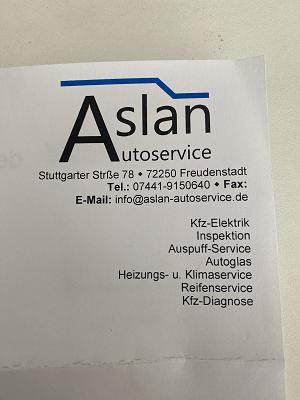 Aslan
Autoservice
Stuttgarter Strße 78 • 72250 Freudenstadt
Tel.: 07441-9150640 • Fax:
E-Mail: info@aslan-autoservice.de
Kfz-Elektrik
Inspektion
Auspuff-Service
Autoglas
Heizungs- u. Klimaservice
Reifenservice
Kfz-Diagnose